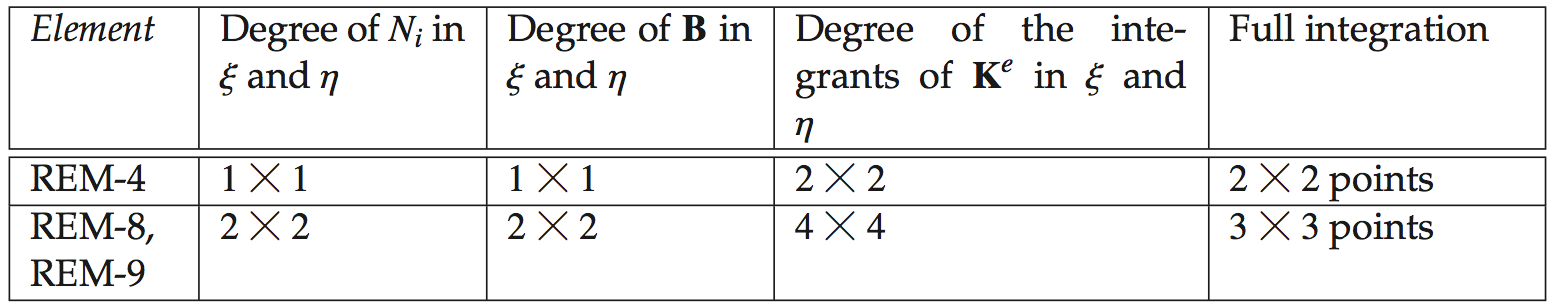 Element
Degree of Nᵢ in
ξ and η
Degree of B in
ξ and η
Degree of the inte-
grants of Kᵉ in ξ and
η
Full integration
REM-4
1 × 1
1 × 1
2 × 2
2 × 2 points
REM-8,
REM-9
2 × 2
2 × 2
4 × 4
3 × 3 points